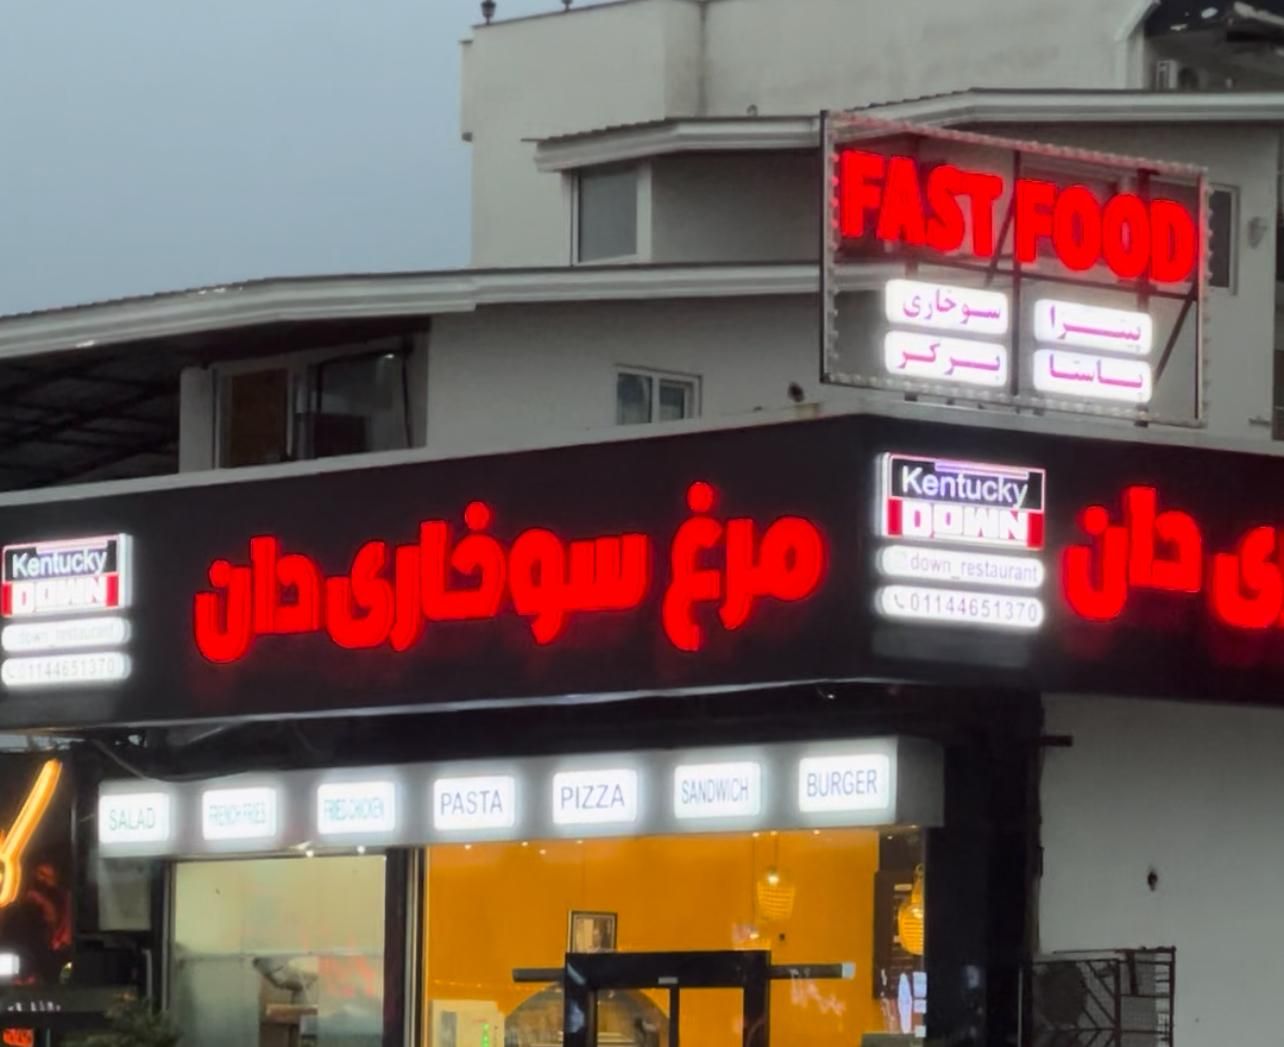 FAST FOOD
سوخاری پیتزا
برگر پاستا
Kentucky
DOWN
down_restaurant
01144651370
مرغ سوخاری دان
Kentucky
DOWN
down_restaurant
01144651370
ی دان
SALAD FRENCH FRIES FRIED CHICKEN PASTA PIZZA SANDWICH BURGER